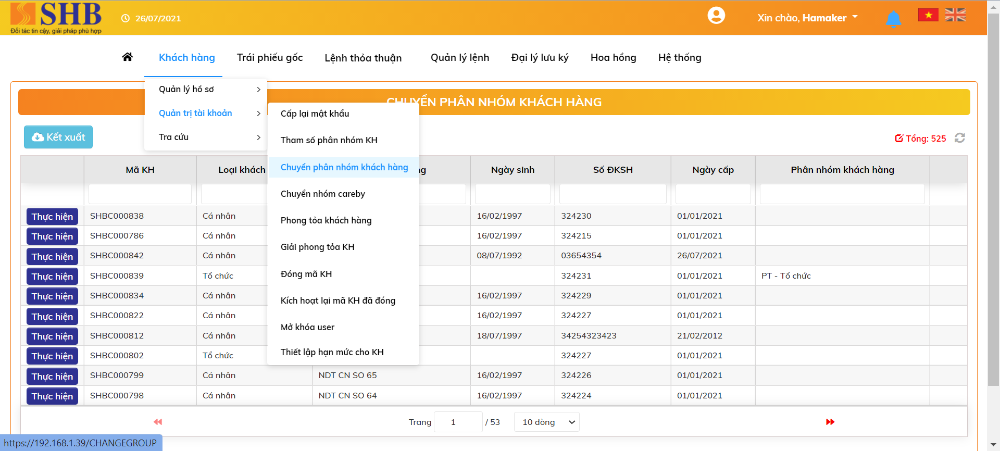 SHB
Đối tác tin cậy, giải pháp phù hợp
26/07/2021
Xin chào, Hamaker
Khách hàng
Trái phiếu gốc
Lệnh thỏa thuận
Quản lý lệnh
Đại lý lưu ký
Hoa hồng
Hệ thống
Quản lý hồ sơ
Quản trị tài khoản
Tra cứu
Cấp lại mật khẩu
Tham số phân nhóm KH
Chuyển phân nhóm khách hàng
Chuyển nhóm careby
Phong tỏa khách hàng
Giải phong tỏa KH
Đóng mã KH
Kích hoạt lại mã KH đã đóng
Mở khóa user
Thiết lập hạn mức cho KH
CHUYỂN PHÂN NHÓM KHÁCH HÀNG
Kết xuất
Tổng: 525
Mã KH Loại khách Ngày sinh Số ĐKSH Ngày cấp Phân nhóm khách hàng
Thực hiện SHBC000838 Cá nhân 16/02/1997 324230 01/01/2021
Thực hiện SHBC000786 Cá nhân 16/02/1997 324215 01/01/2021
Thực hiện SHBC000842 Cá nhân 08/07/1992 03654354 26/07/2021
Thực hiện SHBC000839 Tổ chức 324231 01/01/2021 PT - Tổ chức
Thực hiện SHBC000834 Cá nhân 16/02/1997 324229 01/01/2021
Thực hiện SHBC000822 Cá nhân 16/02/1997 324227 01/01/2021
Thực hiện SHBC000812 Cá nhân 18/07/1997 34254323423 21/02/2012
Thực hiện SHBC000802 Tổ chức 324227 01/01/2021
Thực hiện SHBC000799 Cá nhân NDT CN SO 65 16/02/1997 324226 01/01/2021
Thực hiện SHBC000798 Cá nhân NDT CN SO 64 16/02/1997 324224 01/01/2021
Trang 1 / 53 10 dòng
https://192.168.1.39/CHANGEGROUP